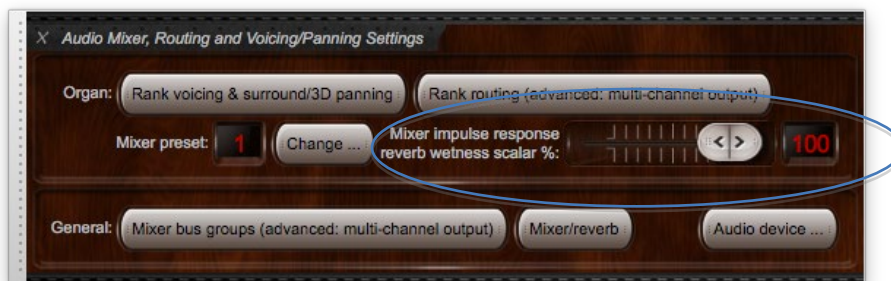 X Audio Mixer, Routing and Voicing/Panning Settings
Organ: Rank voicing & surround/3D panning Rank routing (advanced: multi-channel output)
Mixer preset: 1 Change ... Mixer impulse response
reverb wetness scalar %: 100
General: Mixer bus groups (advanced: multi-channel output) Mixer/reverb Audio device ...